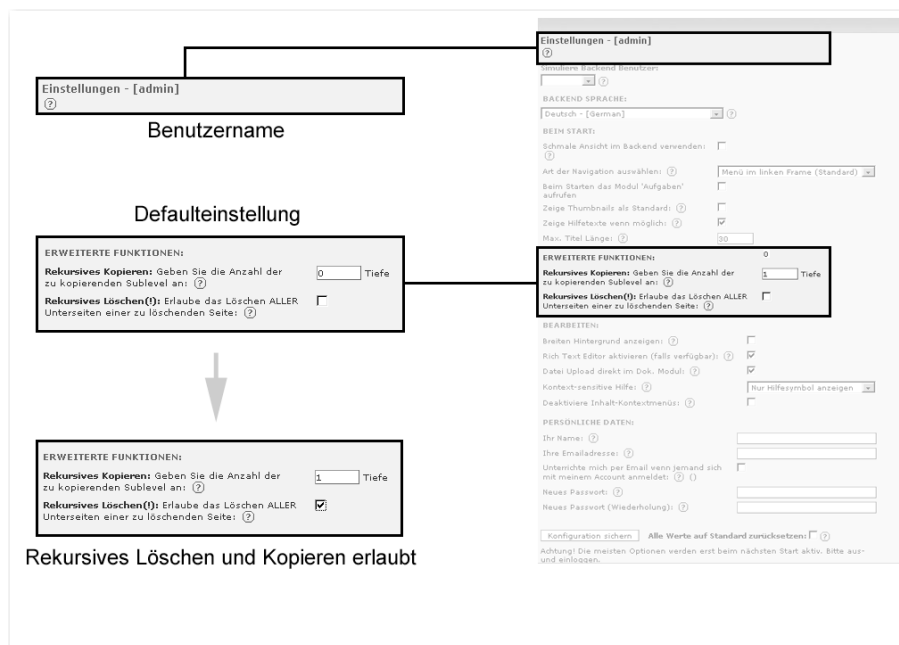 Einstellungen - [admin]
(?)
Benutzername
Defaulteinstellung
ERWEITERTE FUNKTIONEN:
Rekursives Kopieren: Geben Sie die Anzahl der 0 Tiefe
zu kopierenden Sublevel an: (?)
Rekursives Löschen(!): Erlaube das Löschen ALLER
Unterseiten einer zu löschenden Seite: (?)
ERWEITERTE FUNKTIONEN:
Rekursives Kopieren: Geben Sie die Anzahl der 1 Tiefe
zu kopierenden Sublevel an: (?)
Rekursives Löschen(!): Erlaube das Löschen ALLER
Unterseiten einer zu löschenden Seite: (?)
Rekursives Löschen und Kopieren erlaubt
Einstellungen - [admin]
(?)
Simuliere Backend Benutzer:
(?)
BACKEND SPRACHE:
Deutsch - [German] (?)
BEIM START:
Schmale Ansicht im Backend verwenden:
(?)
Art der Navigation auswählen: (?) Menü im linken Frame (Standard)
Beim Starten das Modul 'Aufgaben'
aufrufen
Zeige Thumbnails als Standard: (?)
Zeige Hilfetexte wenn möglich: (?)
Max. Titel Länge: (?) 30
ERWEITERTE FUNKTIONEN: 0
Rekursives Kopieren: Geben Sie die Anzahl der 1 Tiefe
zu kopierenden Sublevel an: (?)
Rekursives Löschen(!): Erlaube das Löschen ALLER
Unterseiten einer zu löschenden Seite: (?)
BEARBEITEN:
Breiten Hintergrund anzeigen: (?)
Rich Text Editor aktivieren (falls verfügbar): (?)
Datei Upload direkt im Dok. Modul: (?)
Kontext-sensitive Hilfe: (?) Nur Hilfesymbol anzeigen
Deaktiviere Inhalt-Kontextmenüs: (?)
PERSÖNLICHE DATEN:
Ihr Name: (?)
Ihre Emailadresse: (?)
Unterrichte mich per Email wenn jemand sich
mit meinem Account anmeldet: (?) ()
Neues Passwort: (?)
Neues Passwort (Wiederholung): (?)
Konfiguration sichern Alle Werte auf Standard zurücksetzen: (?)
Achtung! Die meisten Optionen werden erst beim nächsten Start aktiv. Bitte aus-
und einloggen.